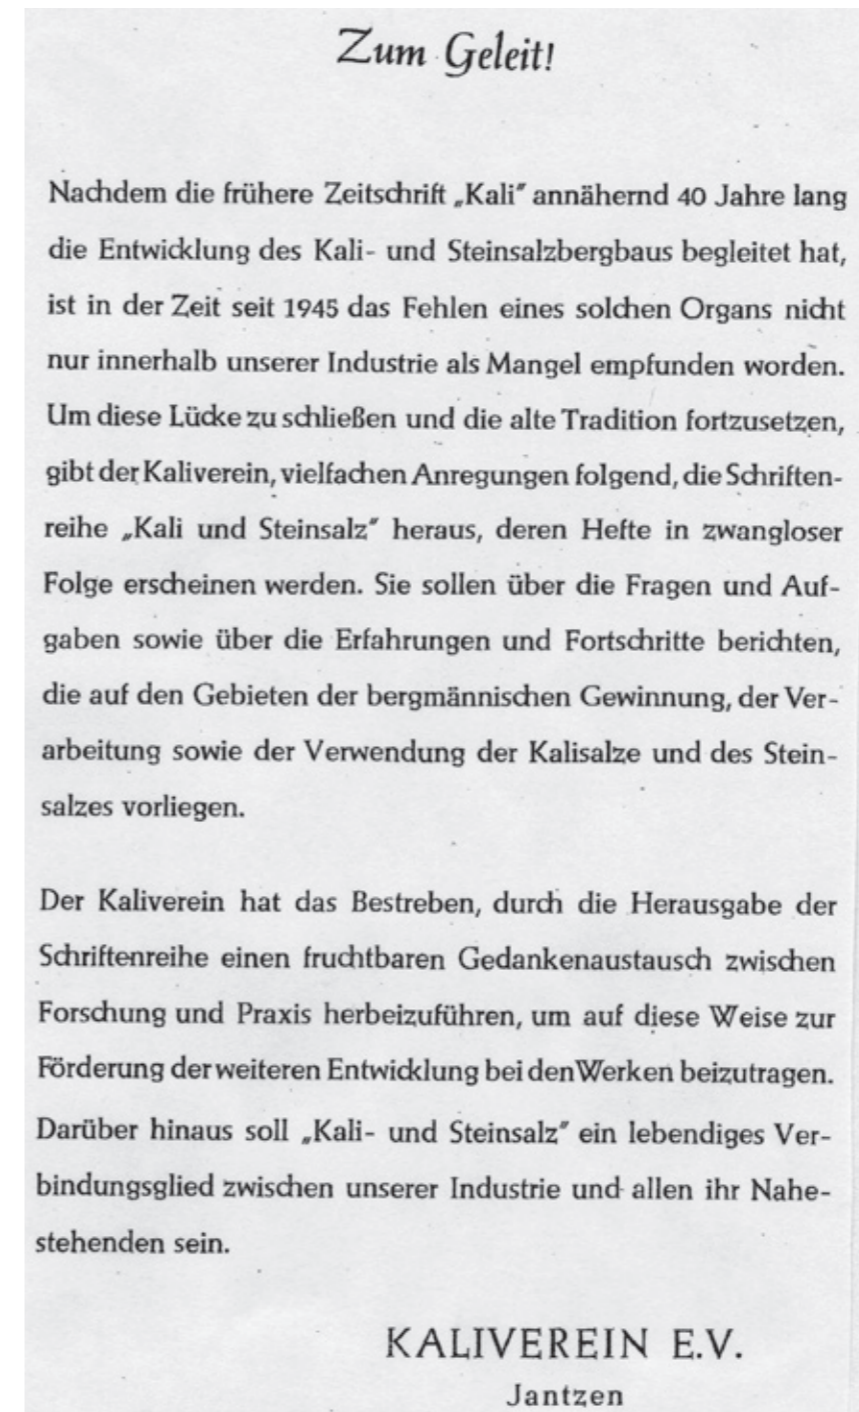 Zum Geleit!
Nachdem die frühere Zeitschrift „Kali" annähernd 40 Jahre lang
die Entwicklung des Kali- und Steinsalzbergbaus begleitet hat,
ist in der Zeit seit 1945 das Fehlen eines solchen Organs nicht
nur innerhalb unserer Industrie als Mangel empfunden worden.
Um diese Lücke zu schließen und die alte Tradition fortzusetzen,
gibt der Kaliverein, vielfachen Anregungen folgend, die Schriften-
reihe „Kali und Steinsalz" heraus, deren Hefte in zwangloser
Folge erscheinen werden. Sie sollen über die Fragen und Auf-
gaben sowie über die Erfahrungen und Fortschritte berichten,
die auf den Gebieten der bergmännischen Gewinnung, der Ver-
arbeitung sowie der Verwendung der Kalisalze und des Stein-
salzes vorliegen.
Der Kaliverein hat das Bestreben, durch die Herausgabe der
Schriftenreihe einen fruchtbaren Gedankenaustausch zwischen
Forschung und Praxis herbeizuführen, um auf diese Weise zur
Förderung der weiteren Entwicklung bei den Werken beizutragen.
Darüber hinaus soll „Kali- und Steinsalz" ein lebendiges Ver-
bindungsglied zwischen unserer Industrie und allen ihr Nahe-
stehenden sein.
KALIVEREIN E.V.
Jantzen